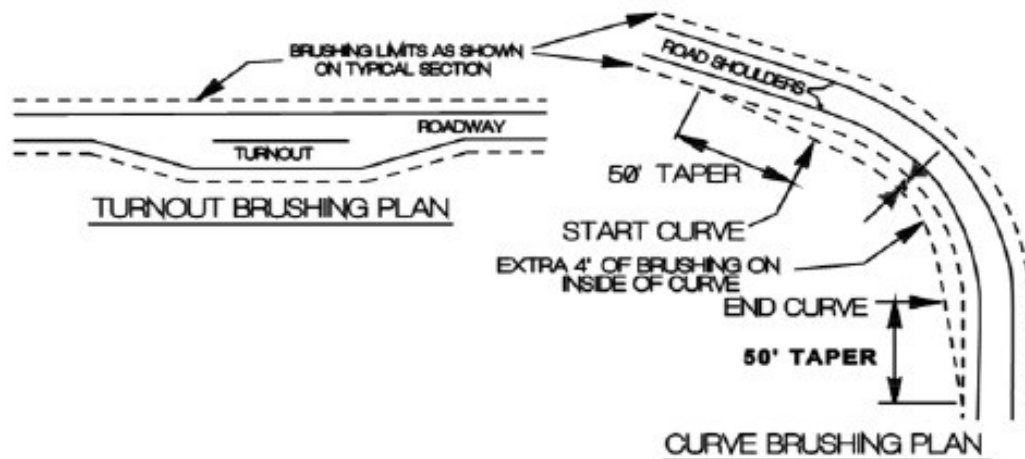 BRUSHING LIMITS AS SHOWN
ON TYPICAL SECTION
ROADWAY
TURNOUT
TURNOUT BRUSHING PLAN
ROAD SHOULDERS
50' TAPER
START CURVE
EXTRA 4' OF BRUSHING ON
INSIDE OF CURVE
END CURVE
50' TAPER
CURVE BRUSHING PLAN